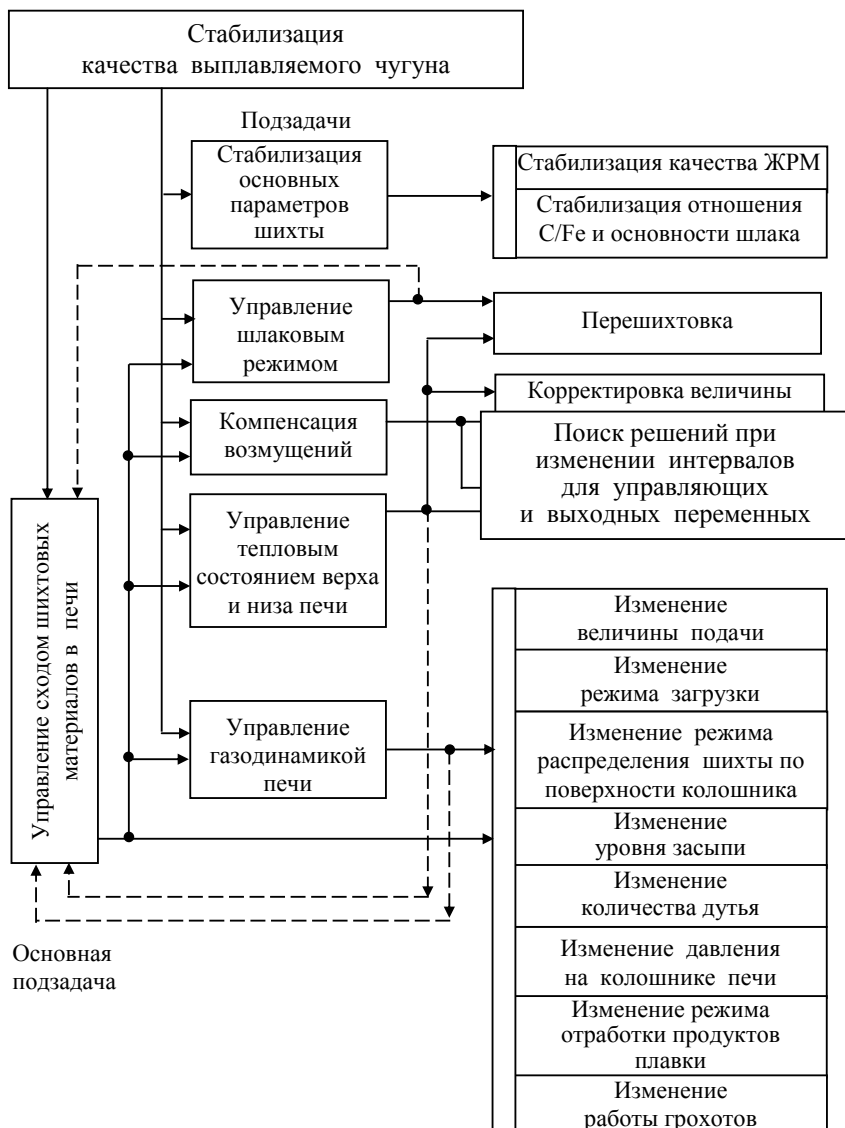 Стабилизация
качества выплавляемого чугуна
Подзадачи
Стабилизация
основных
параметров
шихты
Стабилизация качества ЖРМ
Стабилизация отношения
C/Fe и основности шлака
Управление
шлаковым
режимом
Перешихтовка
Корректировка величины
Компенсация
возмущений
Поиск решений при
изменении интервалов
для управляющих
и выходных переменных
Управление
тепловым
состоянием верха
и низа печи
Управление сходом шихтовых
материалов в печи
Управление
газодинамикой
печи
Изменение
величины подачи
Изменение
режима загрузки
Изменение режима
распределения шихты по
поверхности колошника
Изменение
уровня засыпи
Изменение
количества дутья
Изменение давления
на колошнике печи
Изменение режима
отработки продуктов
плавки
Изменение
работы грохотов
Основная
подзадача